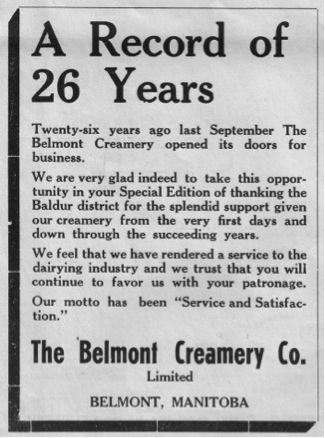 A Record of
26 Years
Twenty-six years ago last September The
Belmont Creamery opened its doors for
business.
We are very glad indeed to take this oppor-
tunity in your Special Edition of thanking the
Baldur district for the splendid support given
our creamery from the very first days and
down through the succeeding years.
We feel that we have rendered a service to the
dairying industry and we trust that you will
continue to favor us with your patronage.
Our motto has been "Service and Satisfac-
tion."
The Belmont Creamery Co.
Limited
BELMONT, MANITOBA